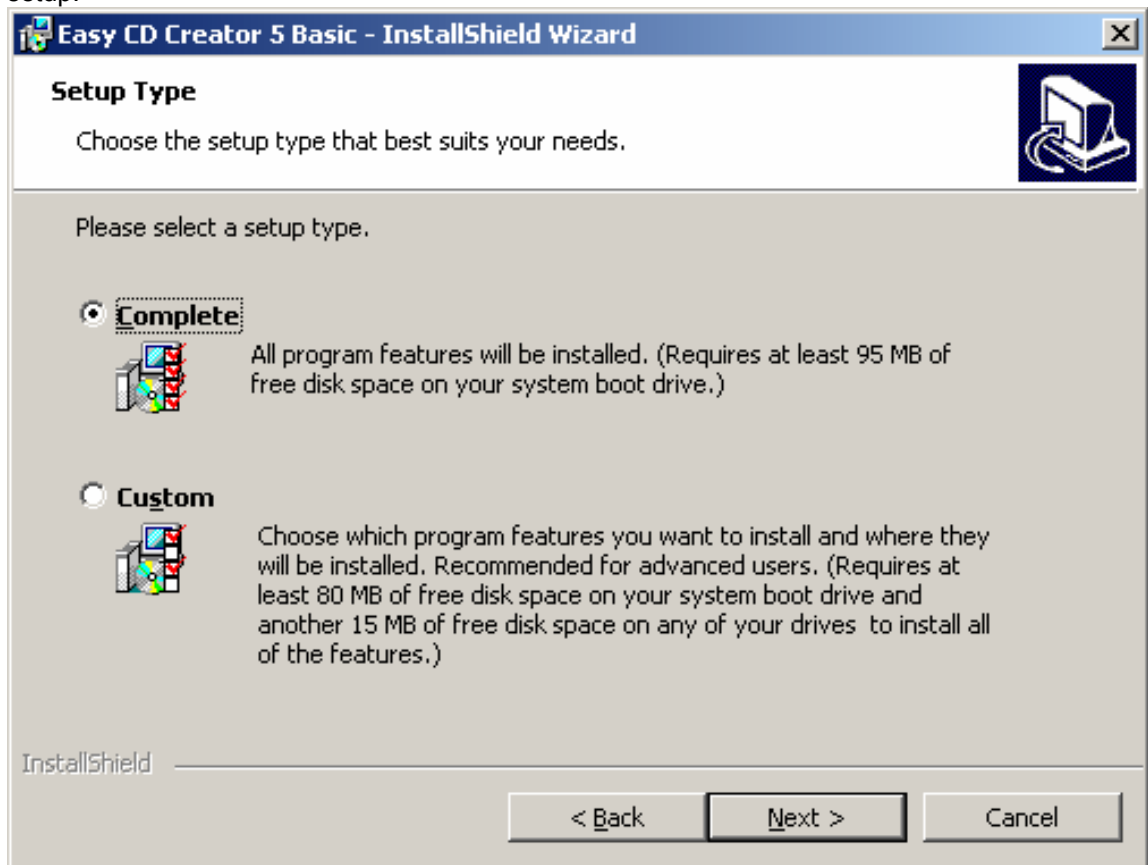 setup.
Easy CD Creator 5 Basic - InstallShield Wizard
Setup Type
Choose the setup type that best suits your needs.
Please select a setup type.
Complete
All program features will be installed. (Requires at least 95 MB of
free disk space on your system boot drive.)
Custom
Choose which program features you want to install and where they
will be installed. Recommended for advanced users. (Requires at
least 80 MB of free disk space on your system boot drive and
another 15 MB of free disk space on any of your drives  to install all
of the features.)
InstallShield
< Back
Next >
Cancel